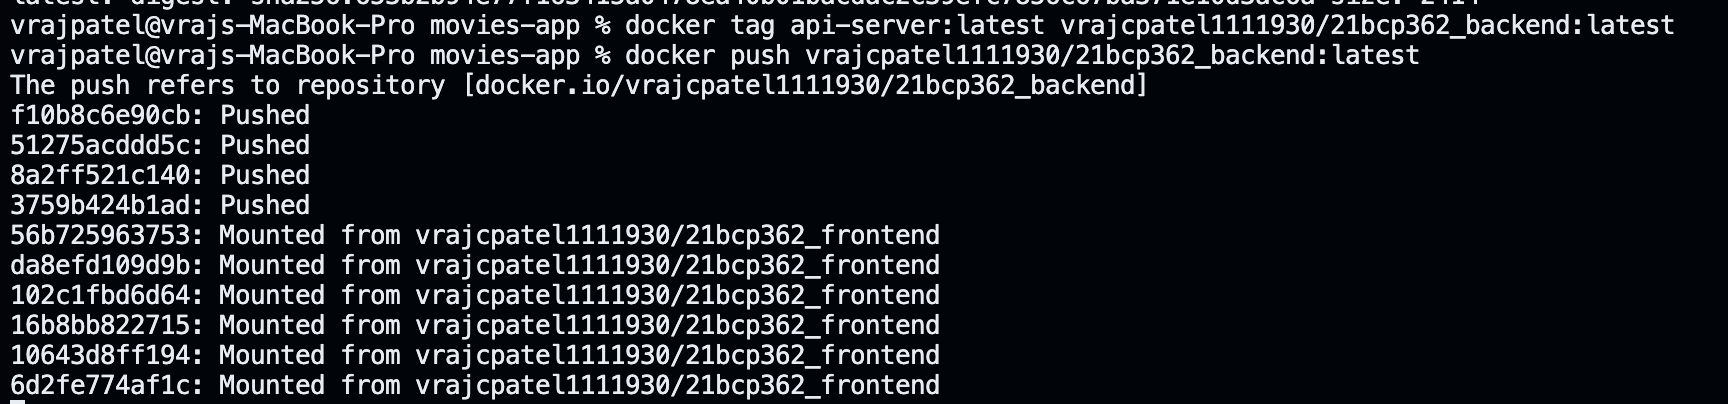 vrajpatel@vrajs-MacBook-Pro movies-app % docker tag api-server:latest vrajcpatel1111930/21bcp362_backend:latest
vrajpatel@vrajs-MacBook-Pro movies-app % docker push vrajcpatel1111930/21bcp362_backend:latest
The push refers to repository [docker.io/vrajcpatel1111930/21bcp362_backend]
f10b8c6e90cb: Pushed
51275acddd5c: Pushed
8a2ff521c140: Pushed
3759b424b1ad: Pushed
56b725963753: Mounted from vrajcpatel1111930/21bcp362_frontend
da8efd109d9b: Mounted from vrajcpatel1111930/21bcp362_frontend
102c1fbd6d64: Mounted from vrajcpatel1111930/21bcp362_frontend
16b8bb822715: Mounted from vrajcpatel1111930/21bcp362_frontend
10643d8ff194: Mounted from vrajcpatel1111930/21bcp362_frontend
6d2fe774af1c: Mounted from vrajcpatel1111930/21bcp362_frontend